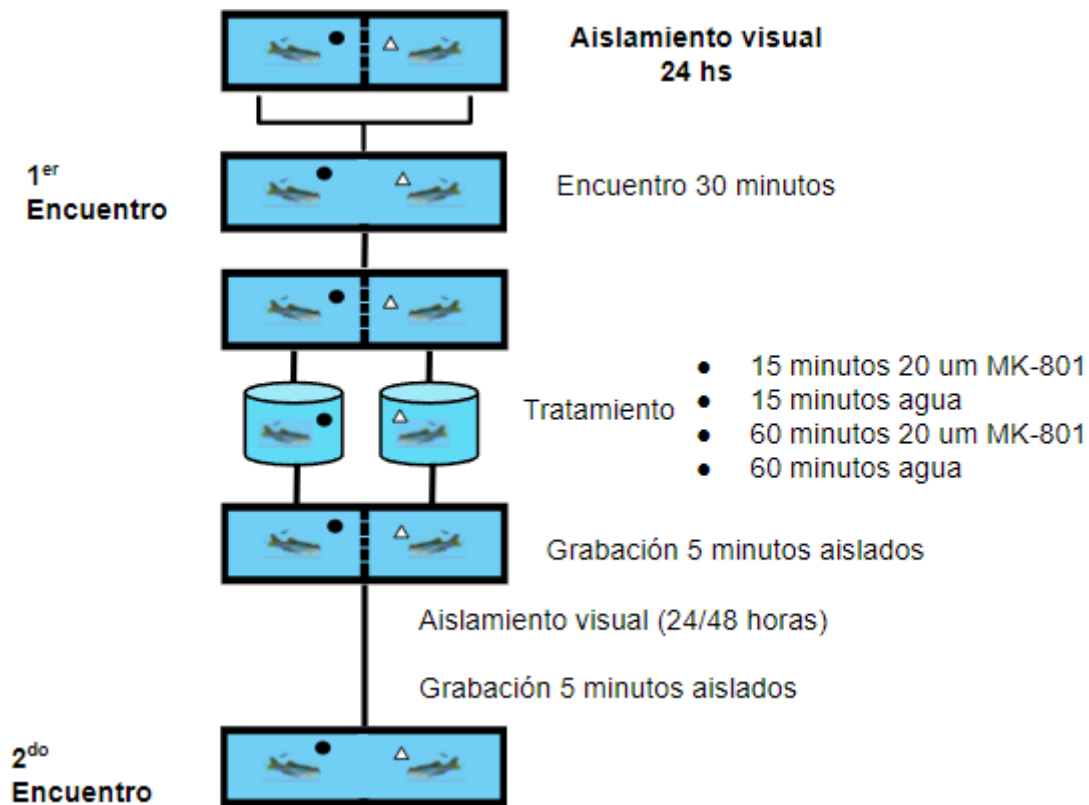 Aislamiento visual
24 hs
1er
Encuentro
Encuentro 30 minutos
Tratamiento
● 15 minutos 20 um MK-801
● 15 minutos agua
● 60 minutos 20 um MK-801
● 60 minutos agua
Grabación 5 minutos aislados
Aislamiento visual (24/48 horas)
Grabación 5 minutos aislados
2do
Encuentro